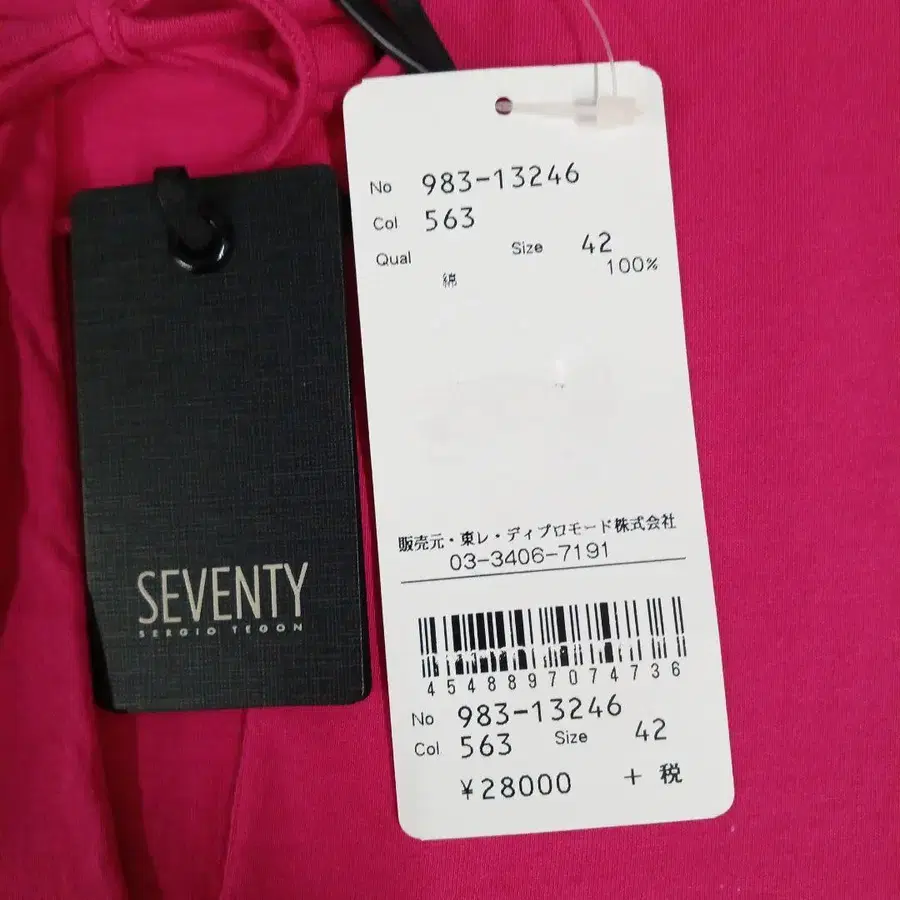 SEVENTY
SERGIO TEGON
No 983-13246
Col 563
Qual Size 42
綿 100%
販売元・東レ・ディプロモード株式会社
03-3406-7191
4548897074736
No 983-13246
Col 563 Size 42
¥28000 + 税